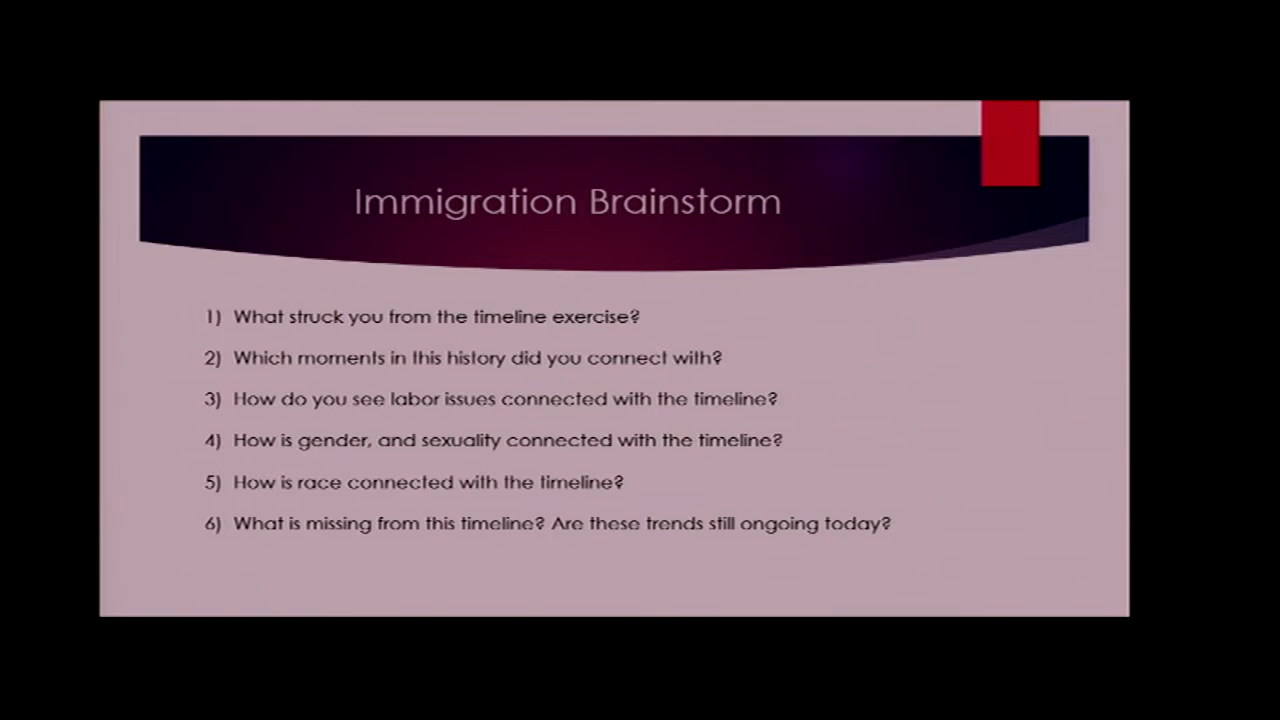 Immigration Brainstorm
1) What struck you from the timeline exercise?
2) Which moments in this history did you connect with?
3) How do you see labor issues connected with the timeline?
4) How is gender, and sexuality connected with the timeline?
5) How is race connected with the timeline?
6) What is missing from this timeline? Are these trends still ongoing today?